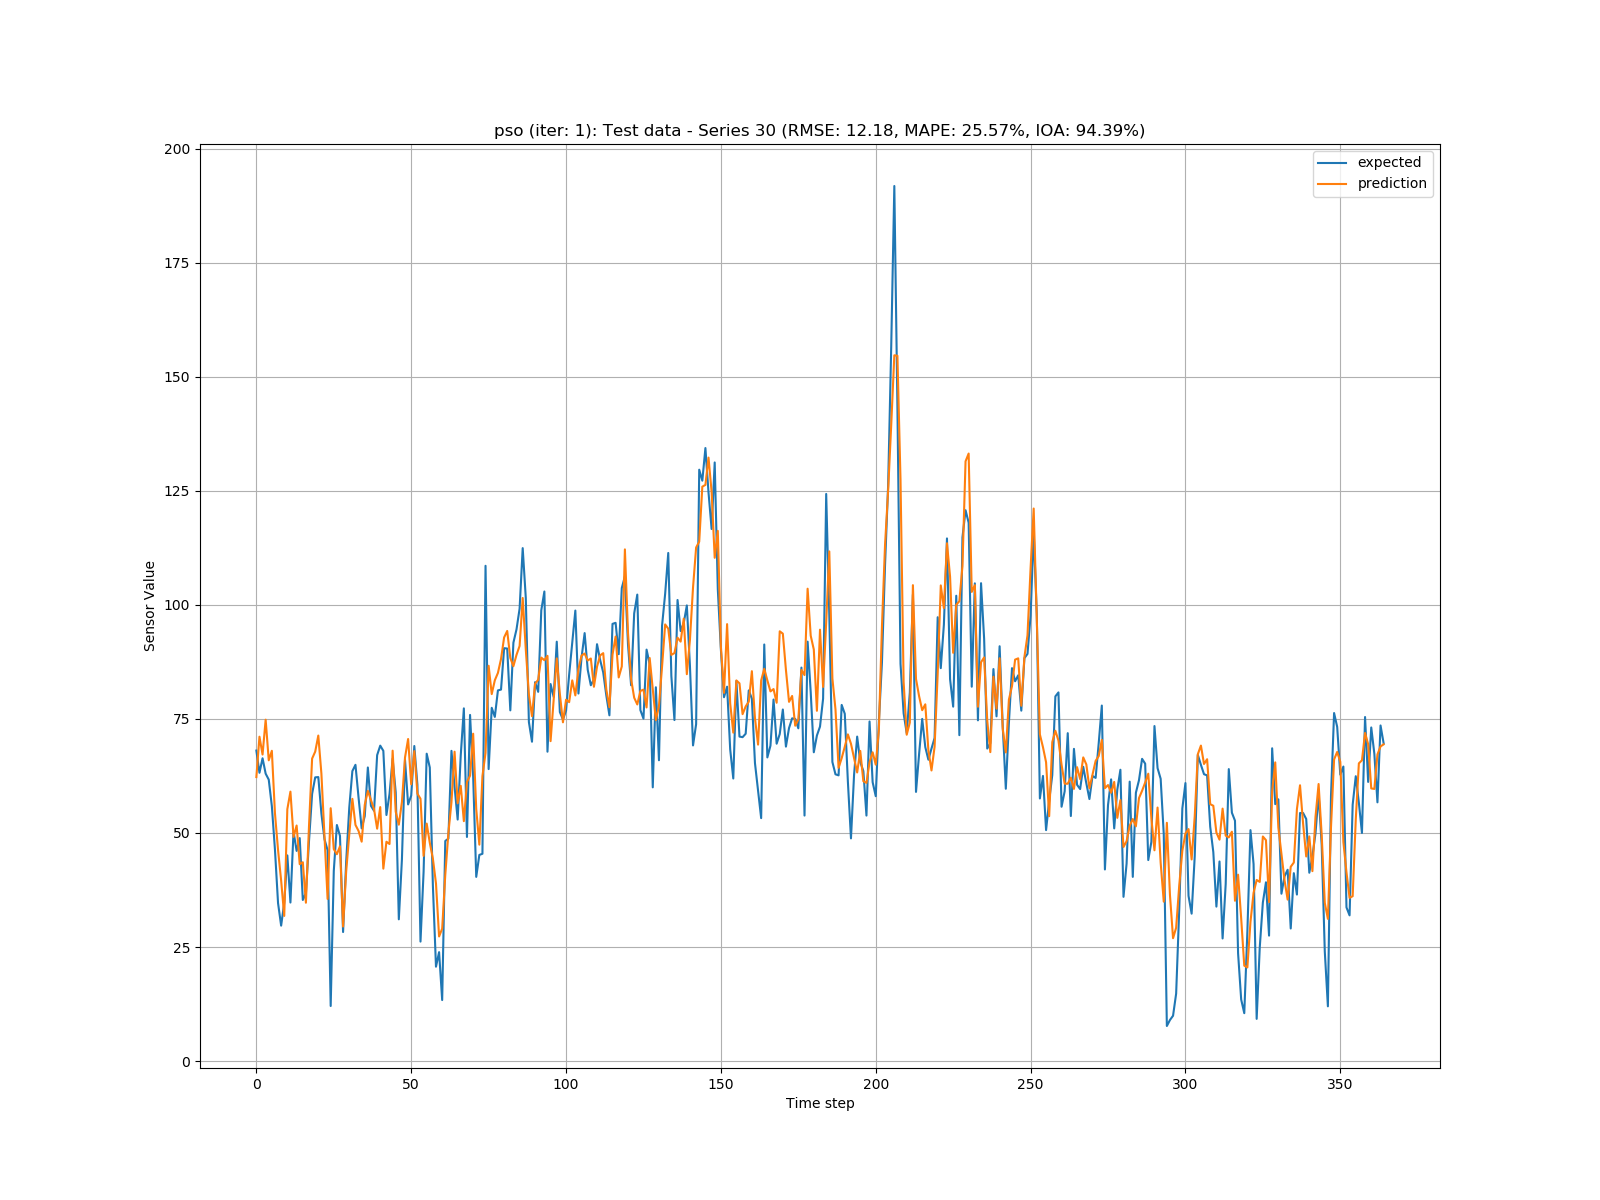 pso (iter: 1): Test data - Series 30 (RMSE: 12.18, MAPE: 25.57%, IOA: 94.39%)
expected
prediction
200
175
150
125
100
75
50
25
0
Sensor Value
0 50 100 150 200 250 300 350
Time step